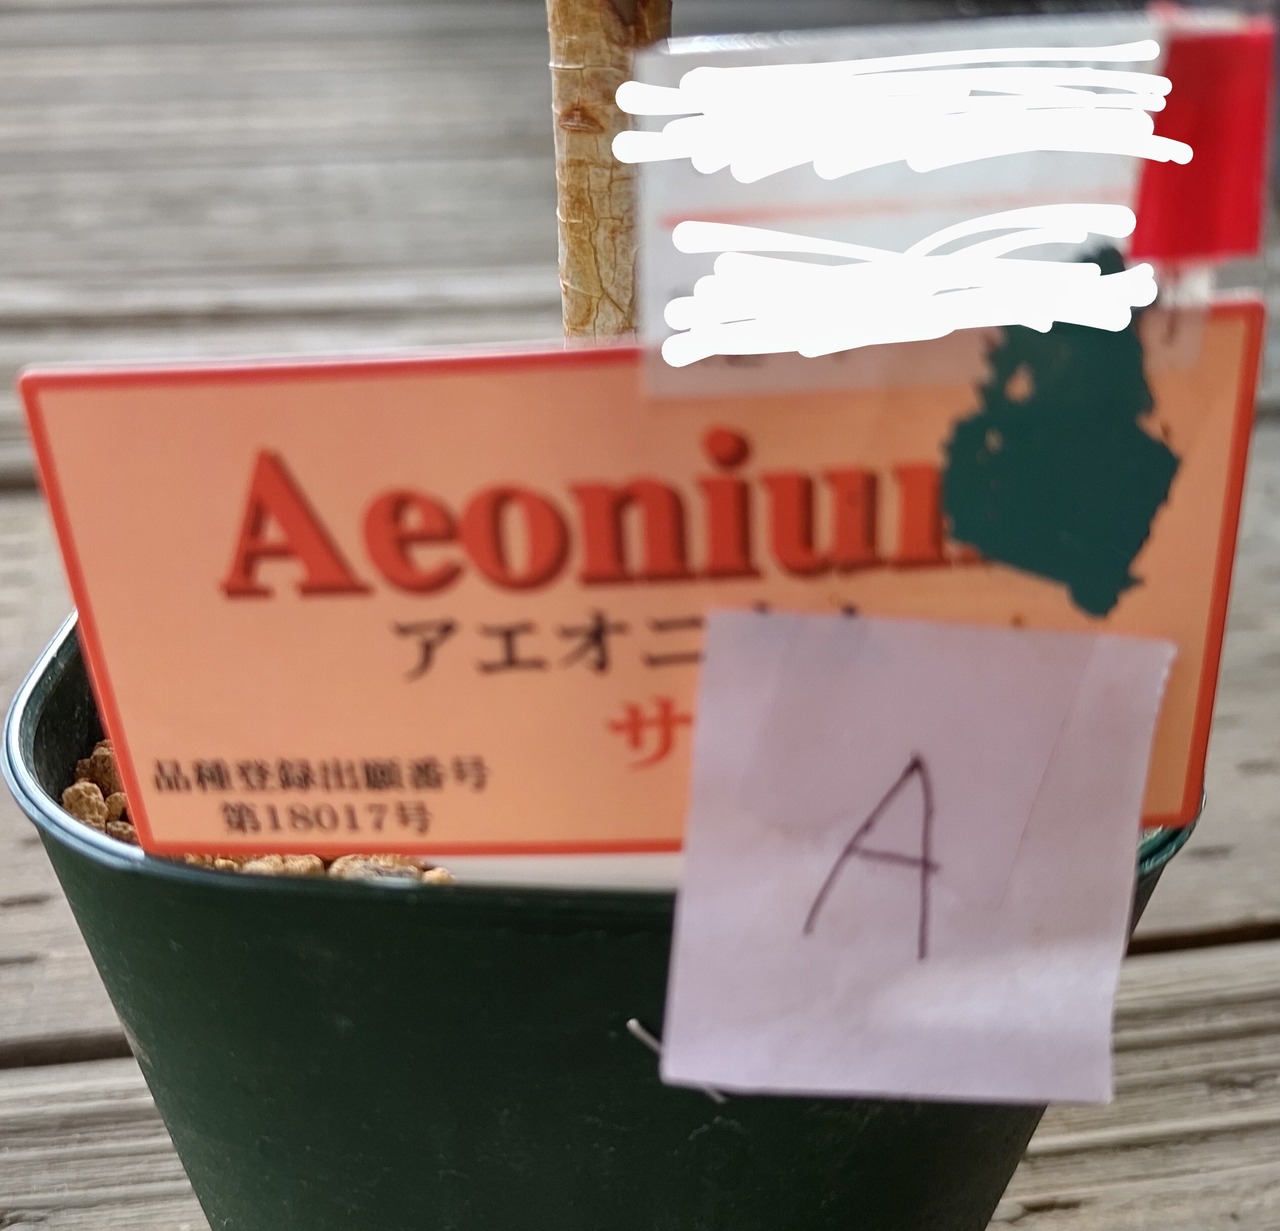 Aeoniu
アエオニ
サ
品種登録出願番号
第18017号
A